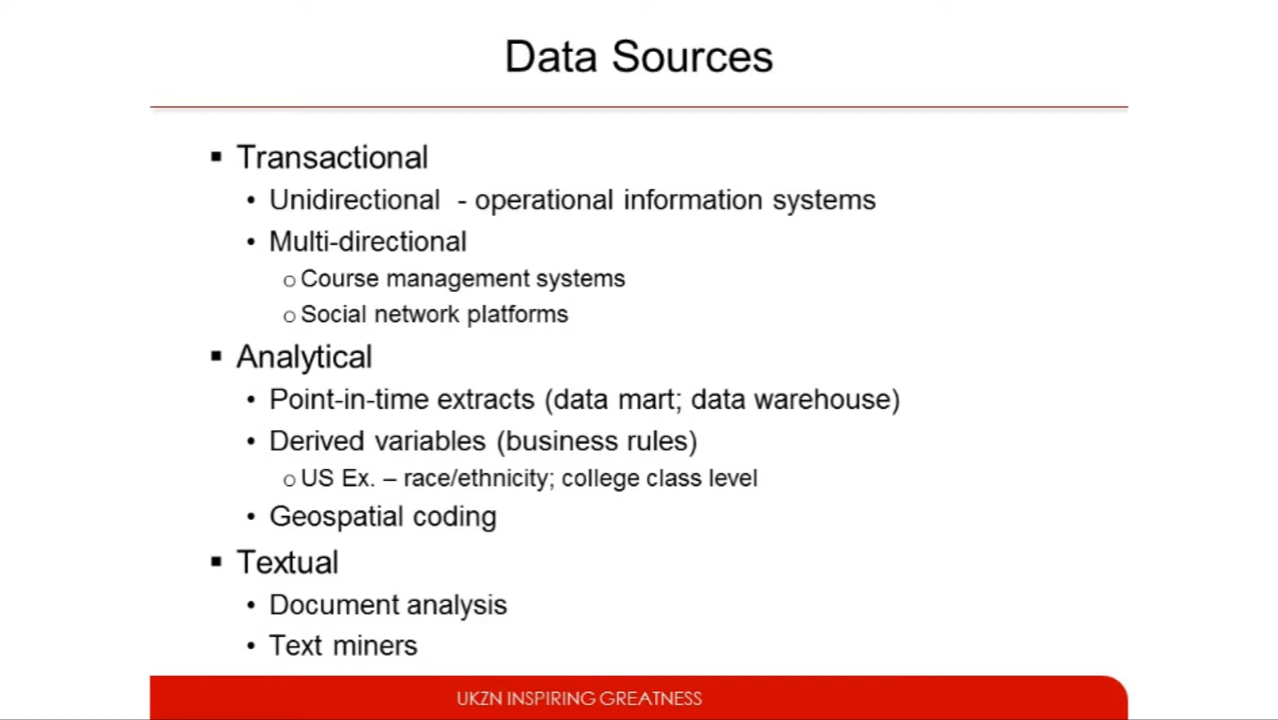 Data Sources
▪ Transactional
• Unidirectional - operational information systems
• Multi-directional
o Course management systems
o Social network platforms
▪ Analytical
• Point-in-time extracts (data mart; data warehouse)
• Derived variables (business rules)
o US Ex. – race/ethnicity; college class level
• Geospatial coding
▪ Textual
• Document analysis
• Text miners
UKZN INSPIRING GREATNESS